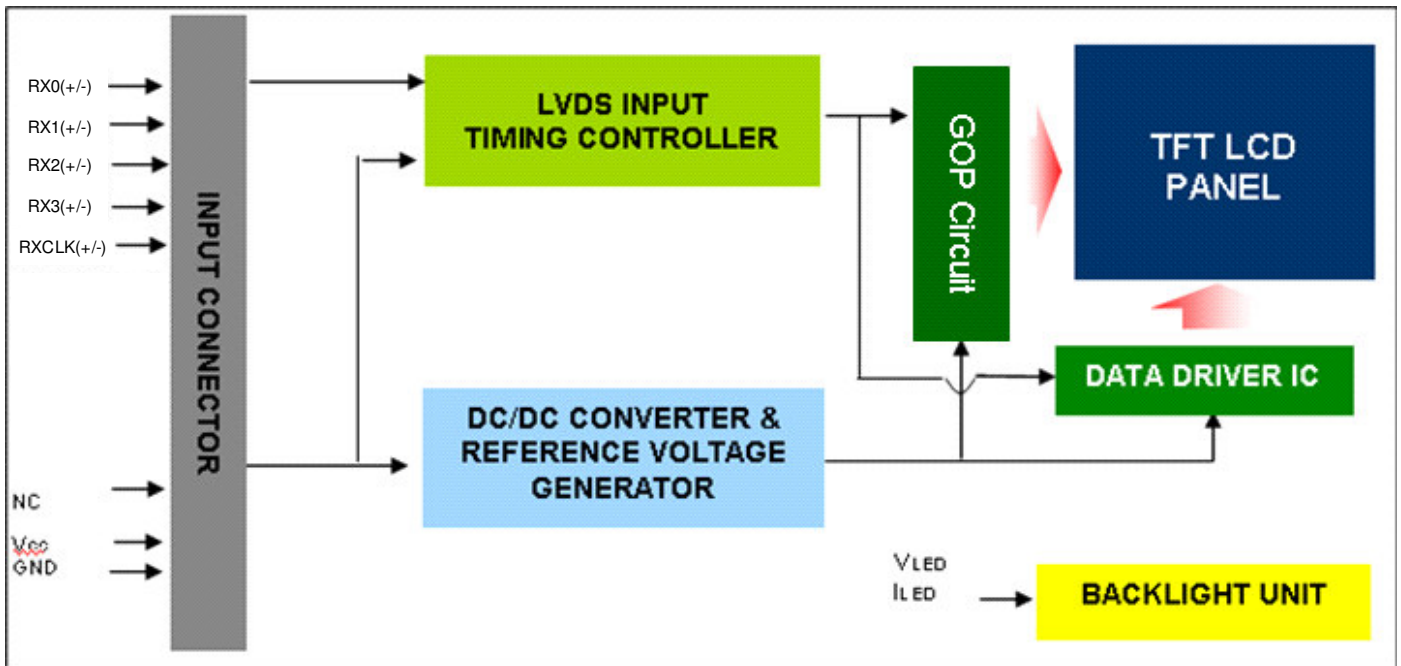 RX0(+/-)
RX1(+/-)
RX2(+/-)
RX3(+/-)
RXCLK(+/-)
NC
Vcc
GND
INPUT CONNECTOR
LVDS INPUT
TIMING CONTROLLER
DC/DC CONVERTER &
REFERENCE VOLTAGE
GENERATOR
GOP Circuit
TFT LCD
PANEL
DATA DRIVER IC
VLED
ILED
BACKLIGHT UNIT